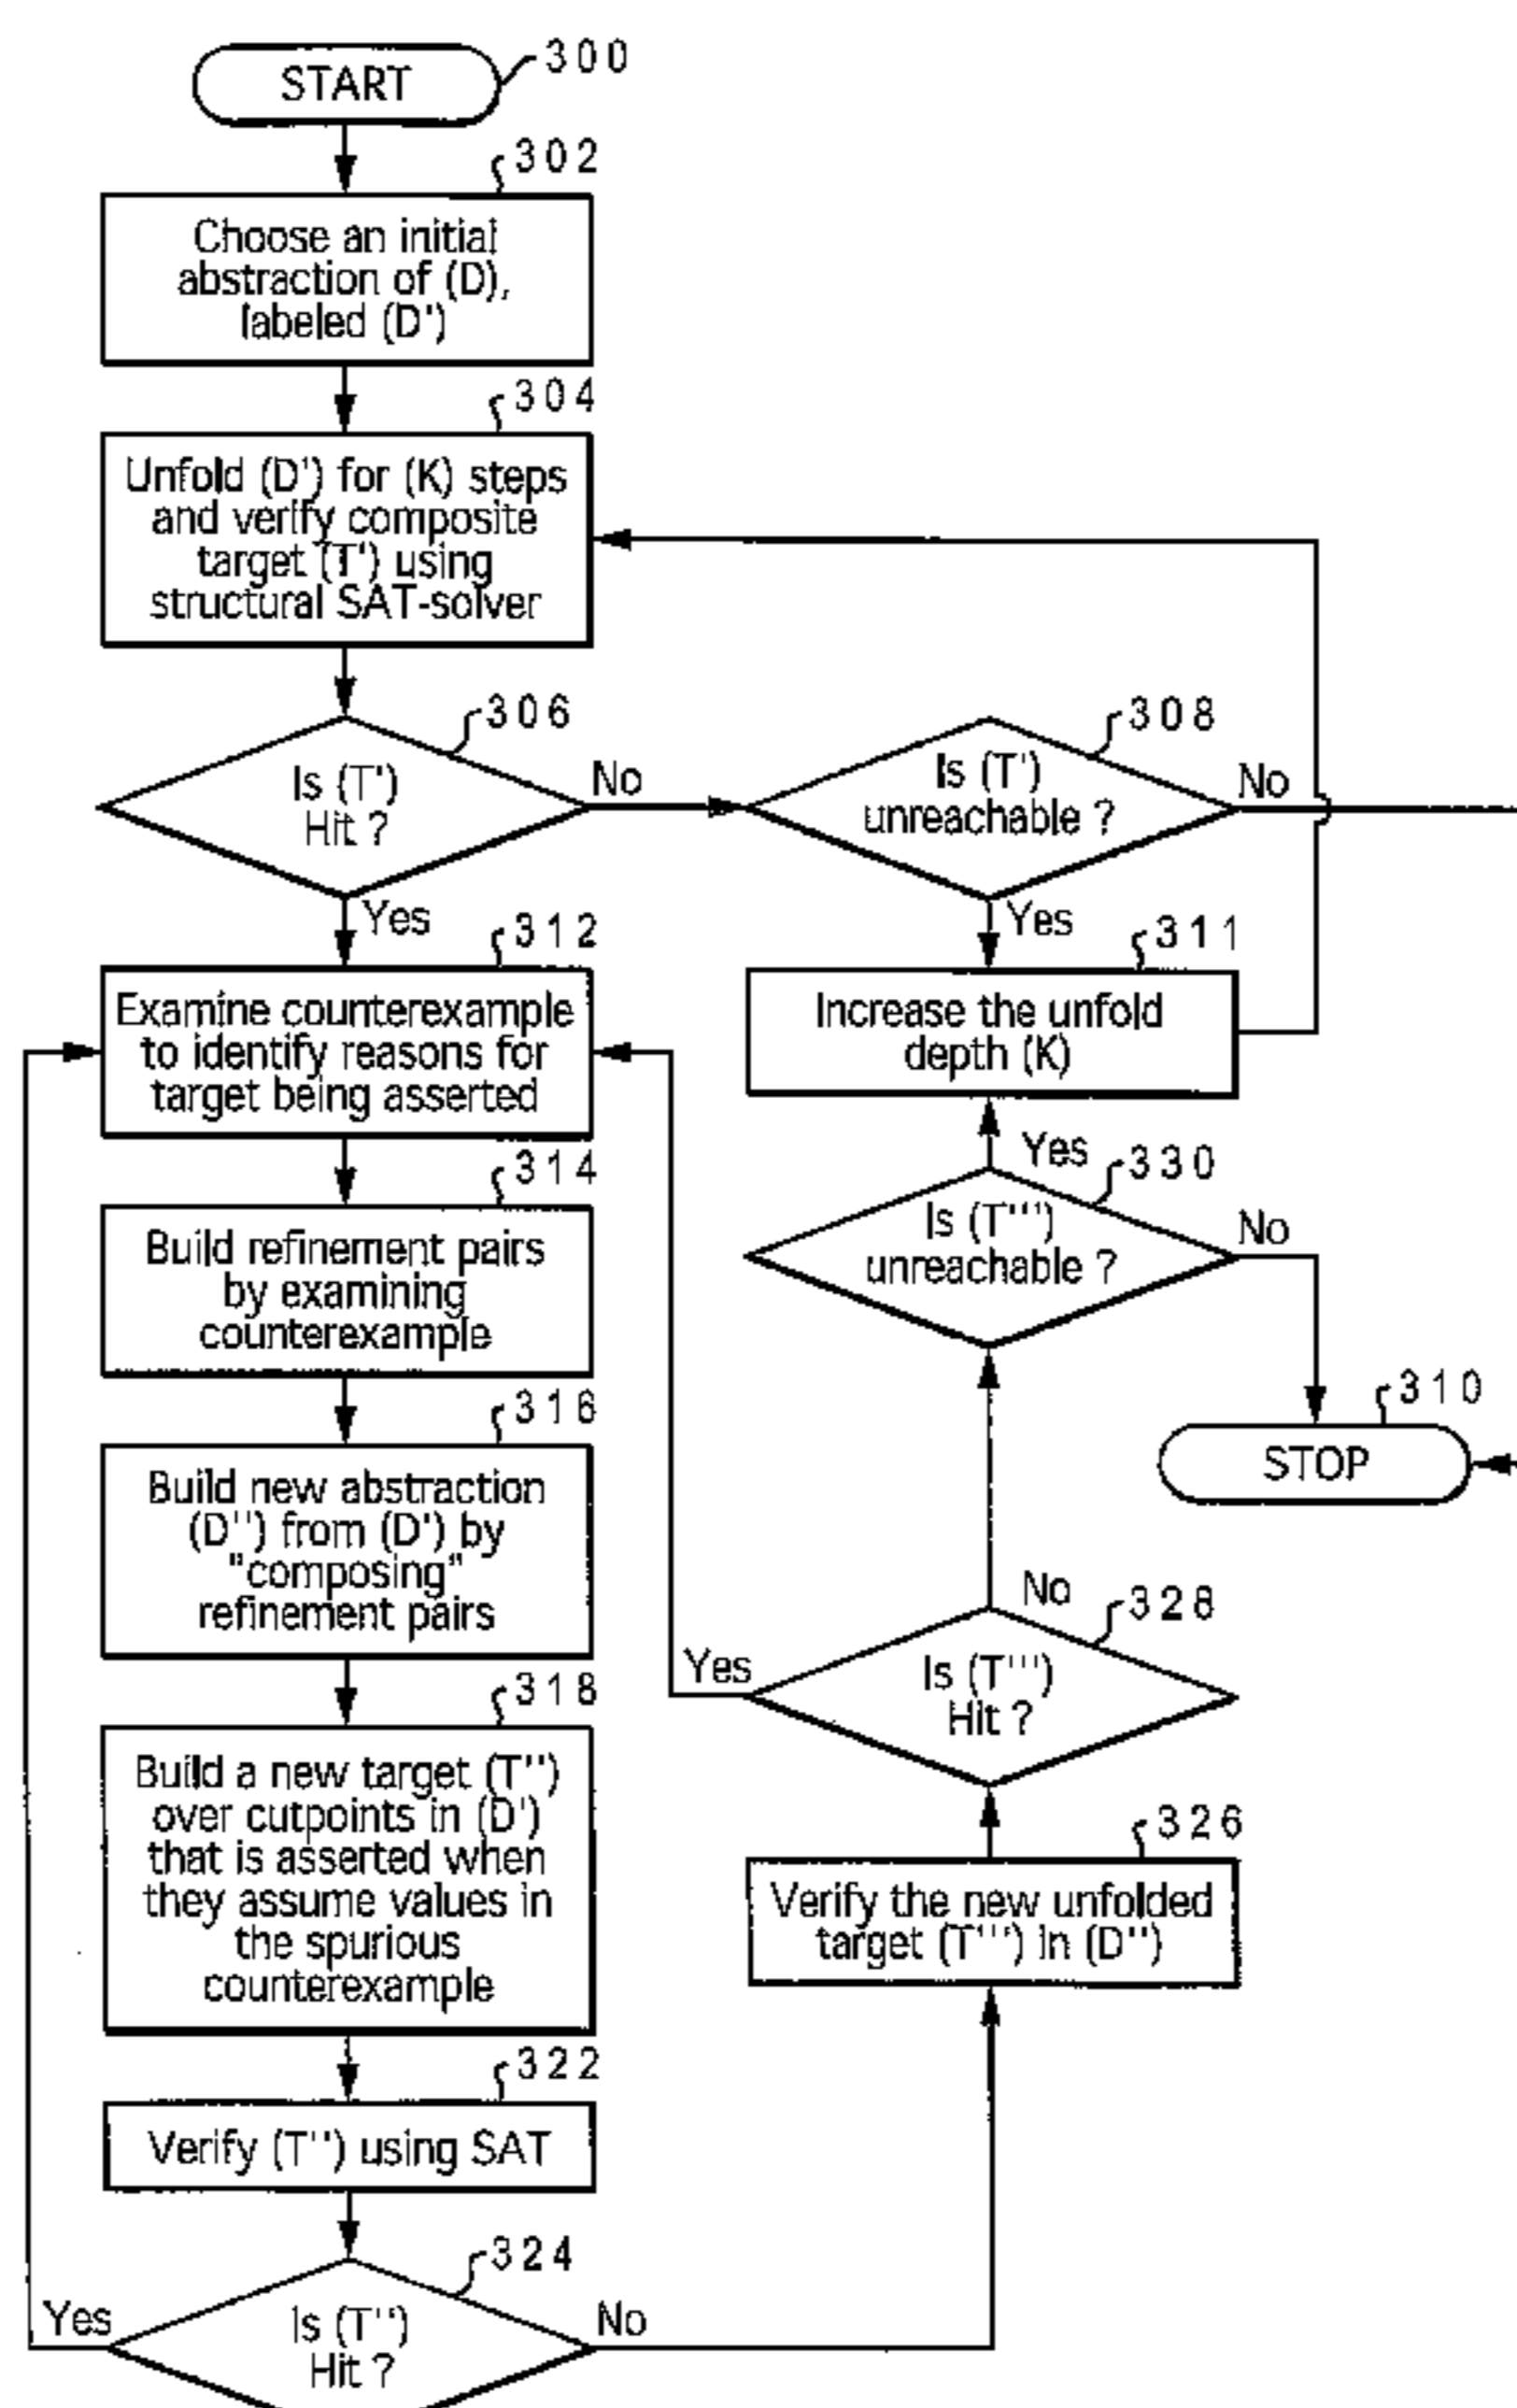 START
300
302
Choose an initial
abstraction of (D),
labeled (D')
304
Unfold (D') for (K) steps
and verify composite
target (T') using
structural SAT-solver
306
Is (T')
Hit ?
No
Yes
308
Is (T')
unreachable ?
No
Yes
311
Increase the unfold
depth (K)
312
Examine counterexample
to identify reasons for
target being asserted
314
Build refinement pairs
by examining
counterexample
Yes
330
Is (T''')
unreachable ?
No
310
STOP
316
Build new abstraction
(D'') from (D') by
"composing"
refinement pairs
No
328
Is (T''')
Hit ?
Yes
318
Build a new target (T'')
over cutpoints in (D')
that is asserted when
they assume values in
the spurious
counterexample
326
Verify the new unfolded
target (T''') in (D'')
322
Verify (T'') using SAT
324
Is (T'')
Hit ?
Yes
No